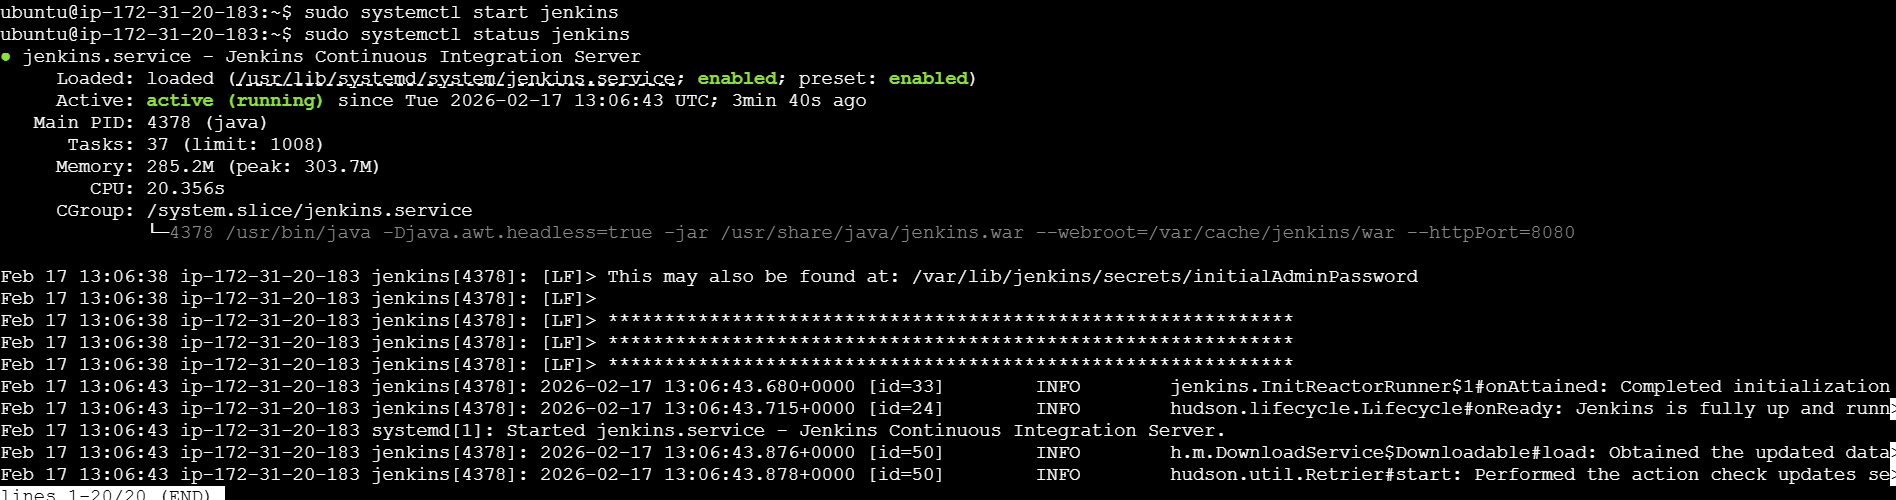 ubuntu@ip-172-31-20-183:~$ sudo systemctl start jenkins
ubuntu@ip-172-31-20-183:~$ sudo systemctl status jenkins
● jenkins.service - Jenkins Continuous Integration Server
     Loaded: loaded (/usr/lib/systemd/system/jenkins.service; enabled; preset: enabled)
     Active: active (running) since Tue 2026-02-17 13:06:43 UTC; 3min 40s ago
   Main PID: 4378 (java)
      Tasks: 37 (limit: 1008)
     Memory: 285.2M (peak: 303.7M)
        CPU: 20.356s
     CGroup: /system.slice/jenkins.service
             └─4378 /usr/bin/java -Djava.awt.headless=true -jar /usr/share/java/jenkins.war --webroot=/var/cache/jenkins/war --httpPort=8080
Feb 17 13:06:38 ip-172-31-20-183 jenkins[4378]: [LF]> This may also be found at: /var/lib/jenkins/secrets/initialAdminPassword
Feb 17 13:06:38 ip-172-31-20-183 jenkins[4378]: [LF]>
Feb 17 13:06:38 ip-172-31-20-183 jenkins[4378]: [LF]> *************************************************************
Feb 17 13:06:38 ip-172-31-20-183 jenkins[4378]: [LF]> *************************************************************
Feb 17 13:06:38 ip-172-31-20-183 jenkins[4378]: [LF]> *************************************************************
Feb 17 13:06:43 ip-172-31-20-183 jenkins[4378]: 2026-02-17 13:06:43.680+0000 [id=33]        INFO        jenkins.InitReactorRunner$1#onAttained: Completed initialization
Feb 17 13:06:43 ip-172-31-20-183 jenkins[4378]: 2026-02-17 13:06:43.715+0000 [id=24]        INFO        hudson.lifecycle.Lifecycle#onReady: Jenkins is fully up and runn>
Feb 17 13:06:43 ip-172-31-20-183 systemd[1]: Started jenkins.service - Jenkins Continuous Integration Server.
Feb 17 13:06:43 ip-172-31-20-183 jenkins[4378]: 2026-02-17 13:06:43.876+0000 [id=50]        INFO        h.m.DownloadService$Downloadable#load: Obtained the updated data>
Feb 17 13:06:43 ip-172-31-20-183 jenkins[4378]: 2026-02-17 13:06:43.878+0000 [id=50]        INFO        hudson.util.Retrier#start: Performed the action check updates se>
lines 1-20/20 (END)